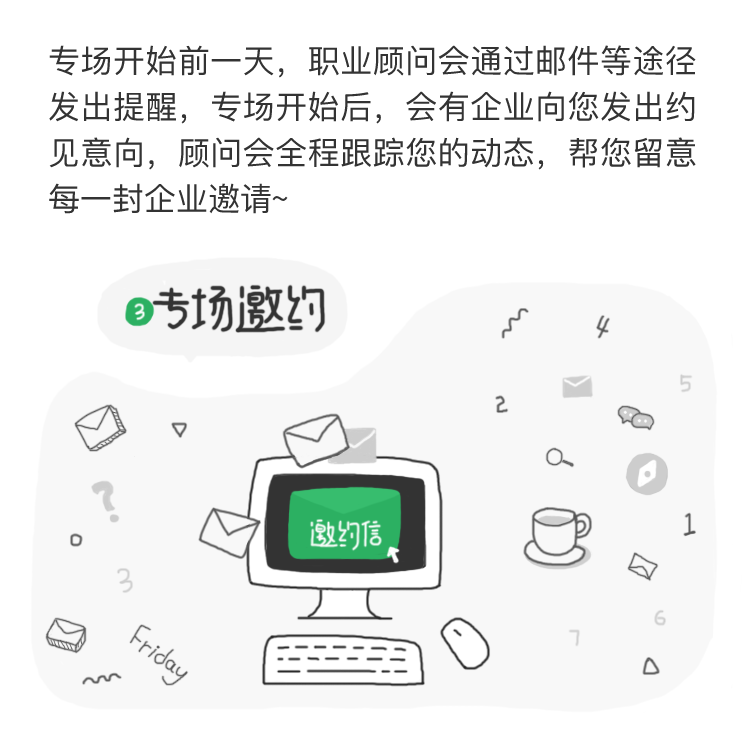 专场开始前一天，职业顾问会通过邮件等途径
发出提醒，专场开始后，会有企业向您发出约
见意向，顾问会全程跟踪您的动态，帮您留意
每一封企业邀请~
3 专场邀约
4
5
2
?
邀约信
1
3
6
Friday
7